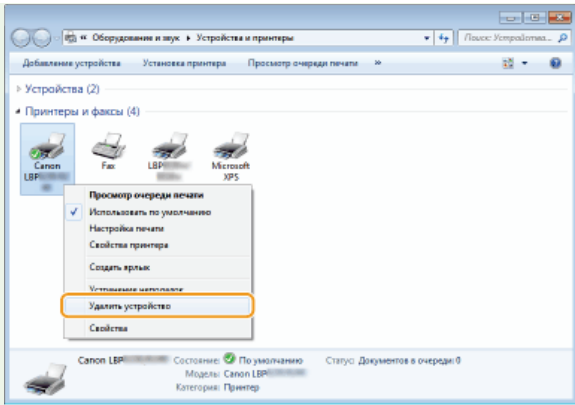 « Оборудование и звук ▸ Устройства и принтеры
Поиск: Устройства...
Добавление устройства Установка принтера Просмотр очереди печати »
Устройства (2)
Принтеры и факсы (4)
Canon LBP
Fax
LBP
Microsoft XPS
Просмотр очереди печати
Использовать по умолчанию
Настройка печати
Свойства принтера
Создать ярлык
Устранение неполадок
Удалить устройство
Свойства
Canon LBP Состояние: По умолчанию Статус: Документов в очереди: 0
Модель: Canon LBP
Категория: Принтер